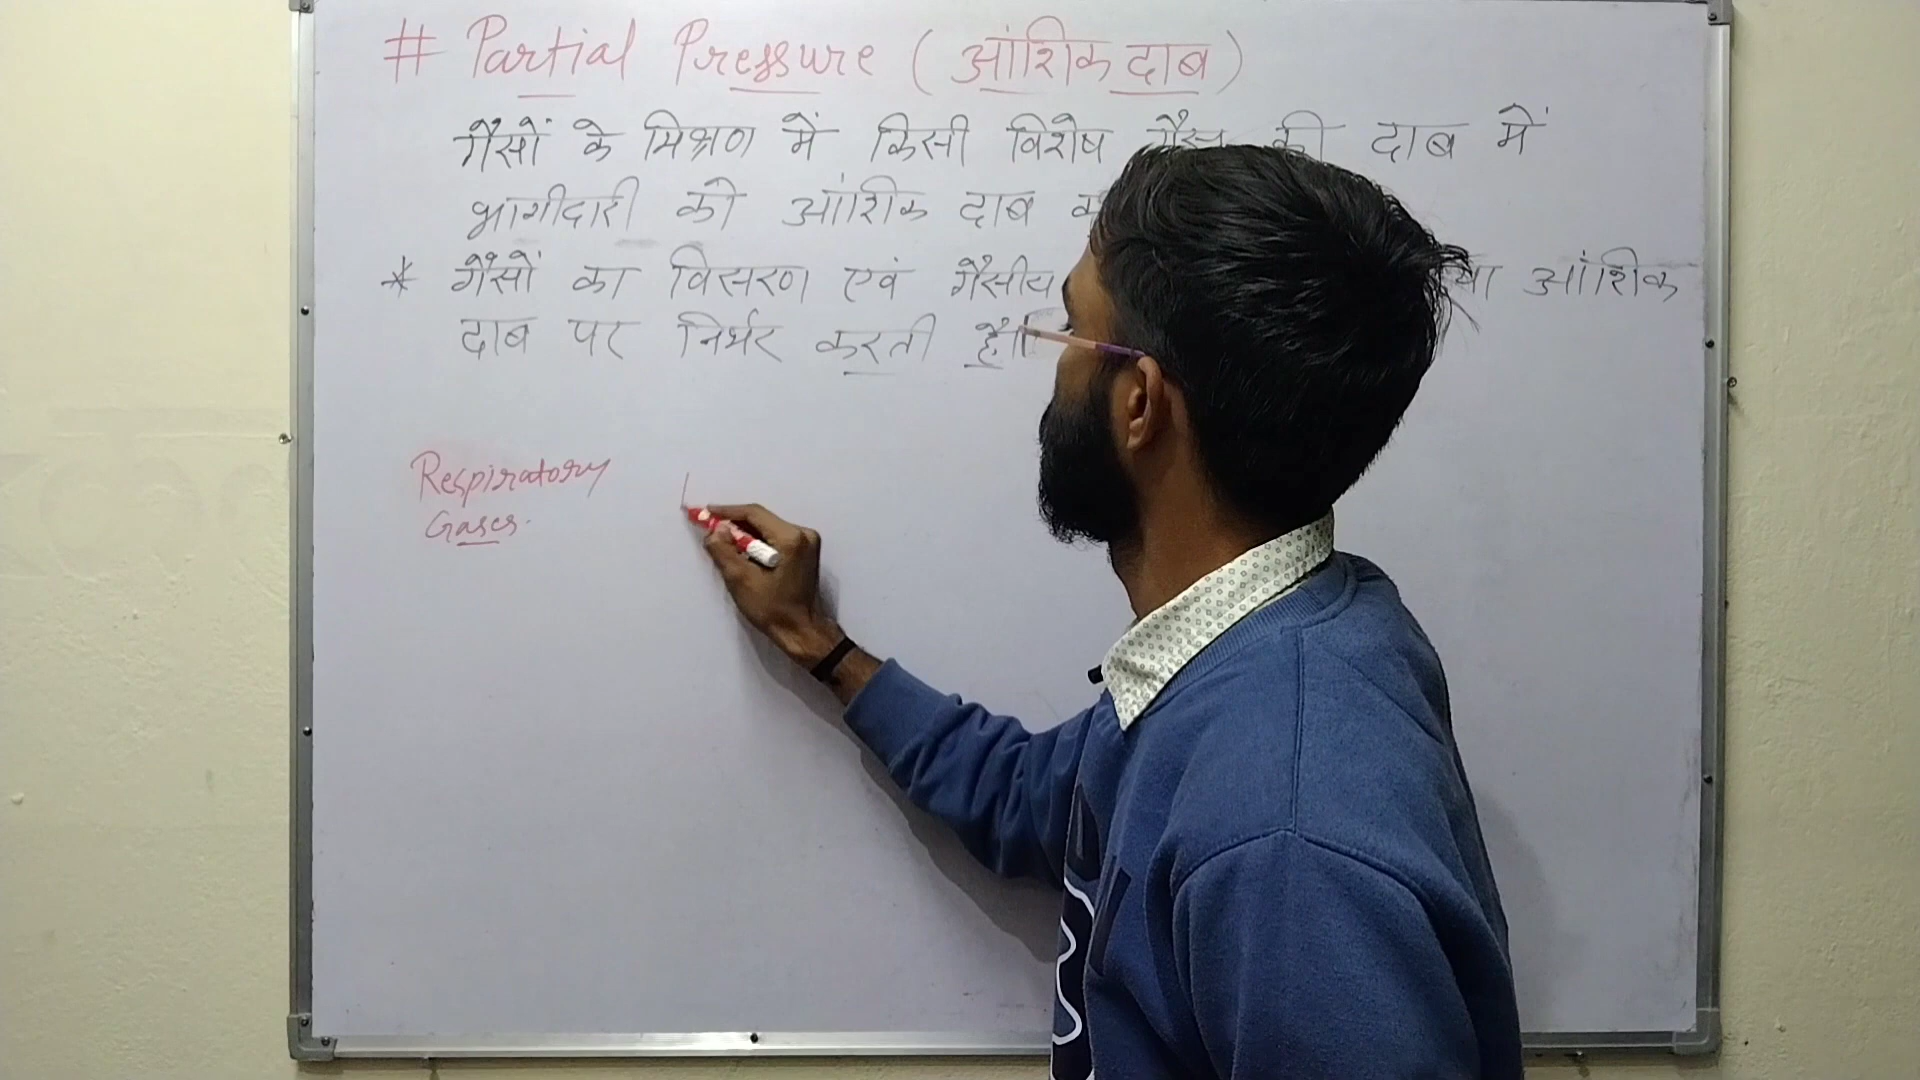 # Partial Pressure (आंशिक दाब)
गैसों के मिश्रण में किसी विशेष गैस की दाब में
भागीदारी को आंशिक दाब
* गैसों का विसरण एवं गैसीय आंशिक
दाब पर निर्भर करती है।
Respiratory
Gases.